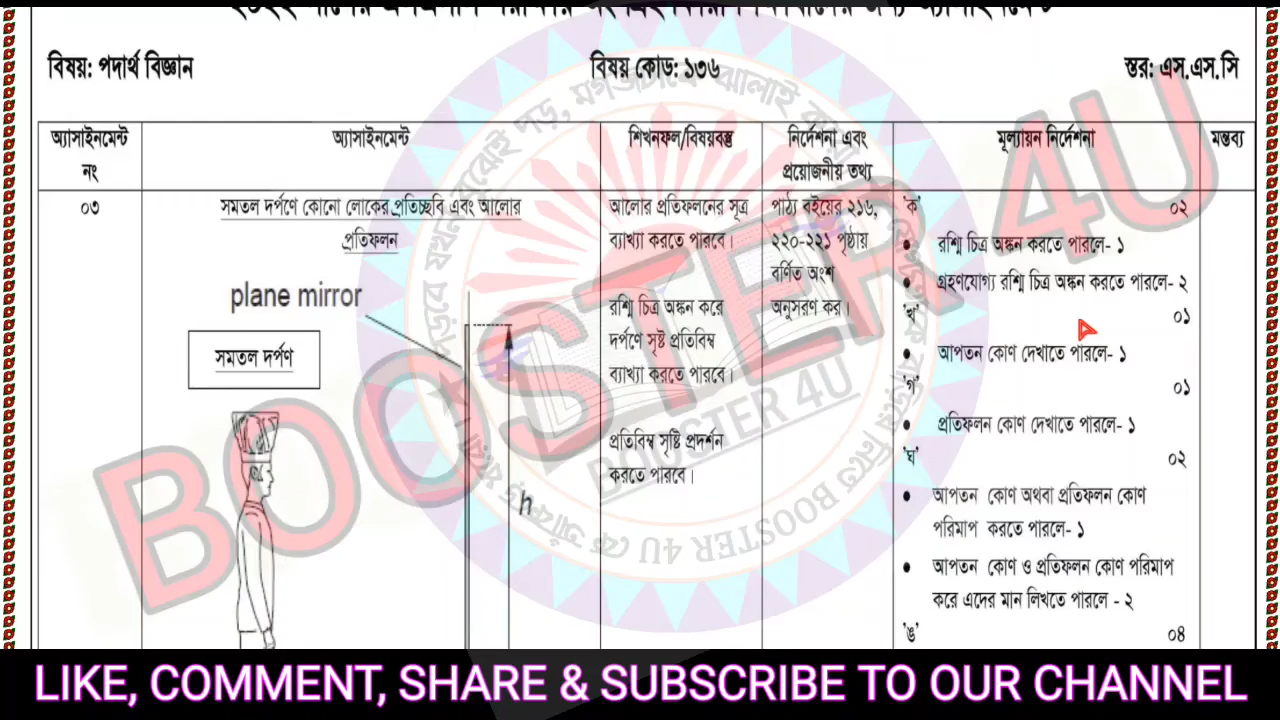 বিষয়: পদার্থ বিজ্ঞান
বিষয় কোড: ১৩৬
স্তর: এস.এস.সি
অ্যাসাইনমেন্ট নং
অ্যাসাইনমেন্ট
শিখনফল/বিষয়বস্তু
নির্দেশনা এবং
প্রয়োজনীয় তথ্য
মূল্যায়ন নির্দেশনা
মন্তব্য
০৩
সমতল দর্পণে কোনো লোকের প্রতিচ্ছবি এবং আলোর
প্রতিফলন
plane mirror
সমতল দর্পণ
h
আলোর প্রতিফলনের সূত্র
ব্যাখ্যা করতে পারবে।
রশ্মি চিত্র অঙ্কন করে
দর্পণে সৃষ্ট প্রতিবিম্ব
ব্যাখ্যা করতে পারবে।
প্রতিবিম্ব সৃষ্টি প্রদর্শন
করতে পারবে।
পাঠ্য বইয়ের ২১৬,
২২০-২২১ পৃষ্ঠায়
বর্ণিত অংশ
অনুসরণ কর।
'ক' ০২
• রশ্মি চিত্র অঙ্কন করতে পারলে- ১
• গ্রহণযোগ্য রশ্মি চিত্র অঙ্কন করতে পারলে- ২
'খ' ০১
• আপতন কোণ দেখাতে পারলে- ১
'গ' ০১
• প্রতিফলন কোণ দেখাতে পারলে- ১
'ঘ' ০২
• আপতন কোণ অথবা প্রতিফলন কোণ
পরিমাপ করতে পারলে- ১
• আপতন কোণ ও প্রতিফলন কোণ পরিমাপ
করে এদের মান লিখতে পারলে - ২
'ঙ' ০৪
BOOSTER 4U
BOOSTER 4U
LIKE, COMMENT, SHARE & SUBSCRIBE TO OUR CHANNEL